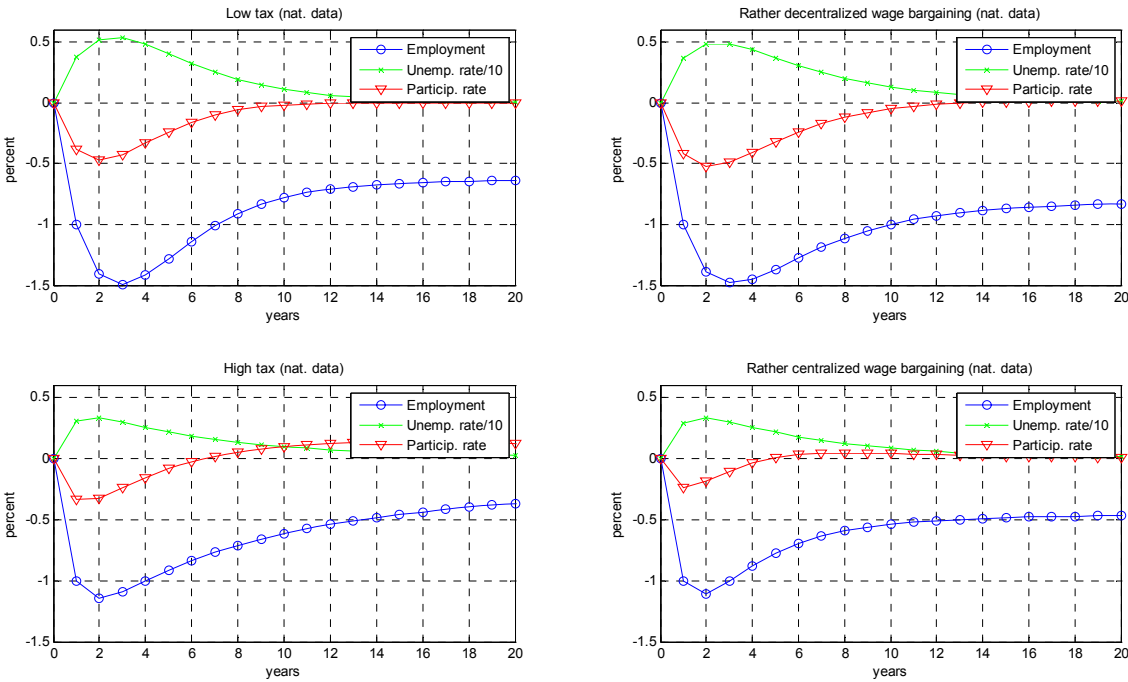 Low tax (nat. data)
0.5
0
-0.5
-1
-1.5
percent
0 2 4 6 8 10 12 14 16 18 20
years
Employment
Unemp. rate/10
Particip. rate
Rather decentralized wage bargaining (nat. data)
0.5
0
-0.5
-1
-1.5
percent
0 2 4 6 8 10 12 14 16 18 20
years
Employment
Unemp. rate/10
Particip. rate
High tax (nat. data)
0.5
0
-0.5
-1
-1.5
percent
0 2 4 6 8 10 12 14 16 18 20
years
Employment
Unemp. rate/10
Particip. rate
Rather centralized wage bargaining (nat. data)
0.5
0
-0.5
-1
-1.5
percent
0 2 4 6 8 10 12 14 16 18 20
years
Employment
Unemp. rate/10
Particip. rate